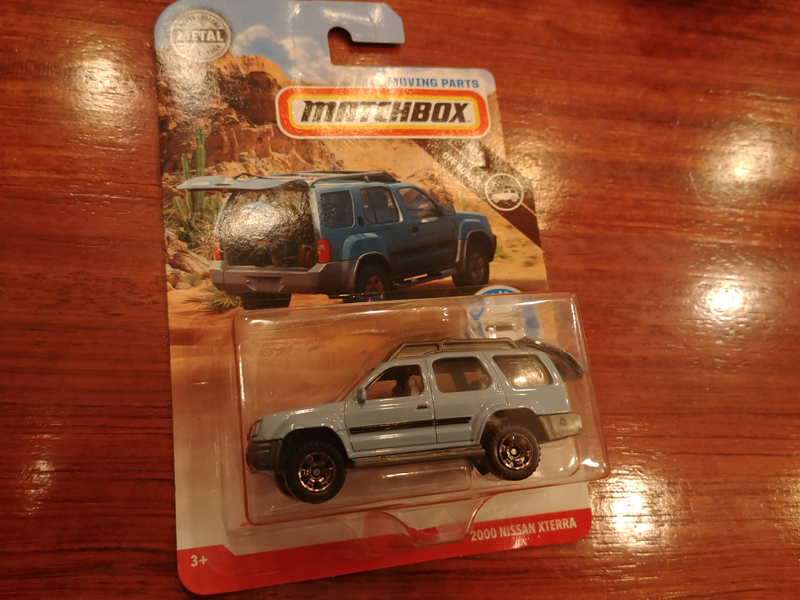 METAL
MOVING PARTS
MATCHBOX
2000 NISSAN XTERRA
3+